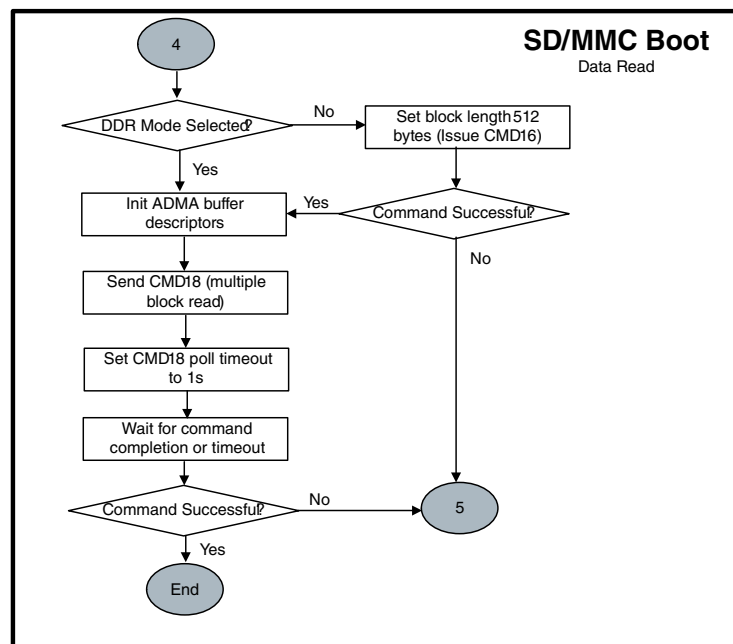 SD/MMC Boot
Data Read
4
DDR Mode Selected?
No
Set block length 512
bytes (Issue CMD16)
Yes
Init ADMA buffer
descriptors
Yes
Command Successful?
No
Send CMD18 (multiple
block read)
Set CMD18 poll timeout
to 1s
Wait for command
completion or timeout
Command Successful?
No
5
Yes
End